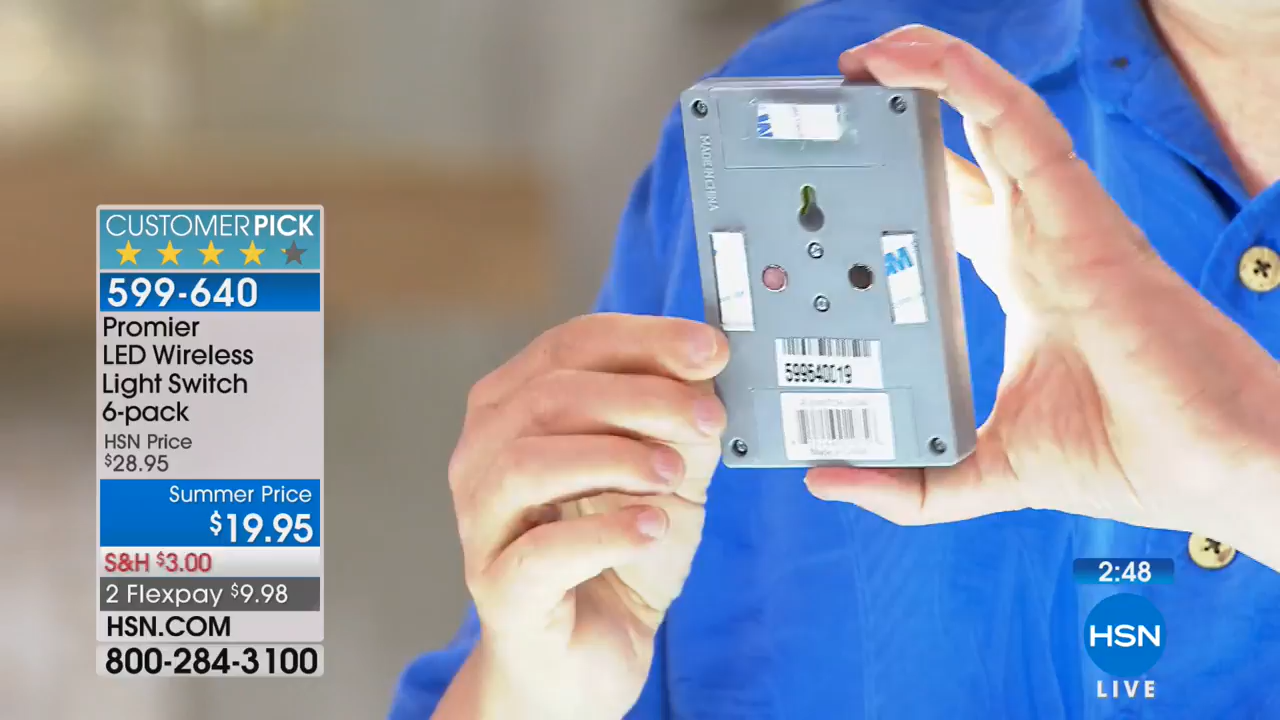 CUSTOMER PICK
599-640
Promier
LED Wireless
Light Switch
6-pack
HSN Price
$28.95
Summer Price
$19.95
S&H $3.00
2 Flexpay $9.98
HSN.COM
800-284-3100
MADE IN CHINA
599640019
2:48
HSN
LIVE